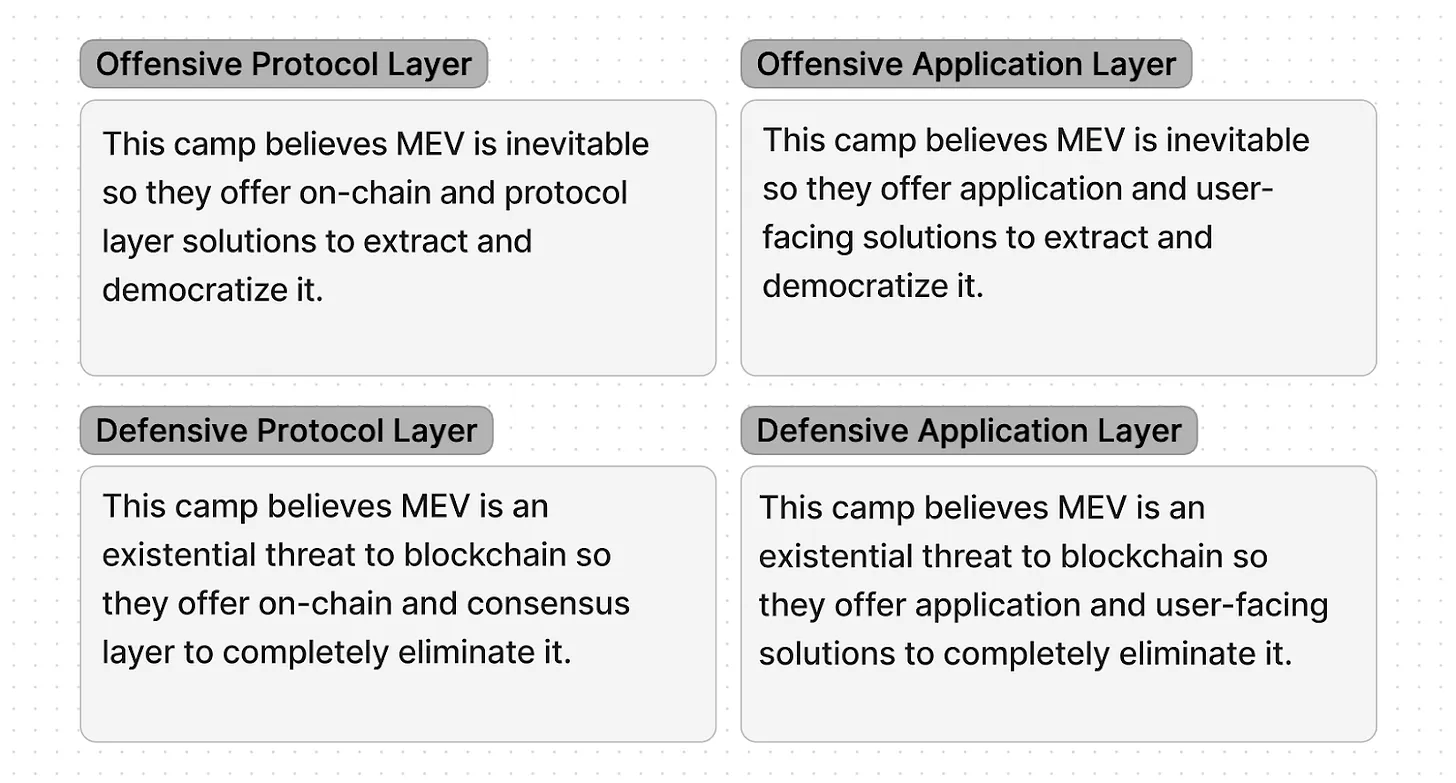 Offensive Protocol Layer
This camp believes MEV is inevitable
so they offer on-chain and protocol
layer solutions to extract and
democratize it.
Offensive Application Layer
This camp believes MEV is inevitable
so they offer application and user-
facing solutions to extract and
democratize it.
Defensive Protocol Layer
This camp believes MEV is an
existential threat to blockchain so
they offer on-chain and consensus
layer to completely eliminate it.
Defensive Application Layer
This camp believes MEV is an
existential threat to blockchain so
they offer application and user-facing
solutions to completely eliminate it.